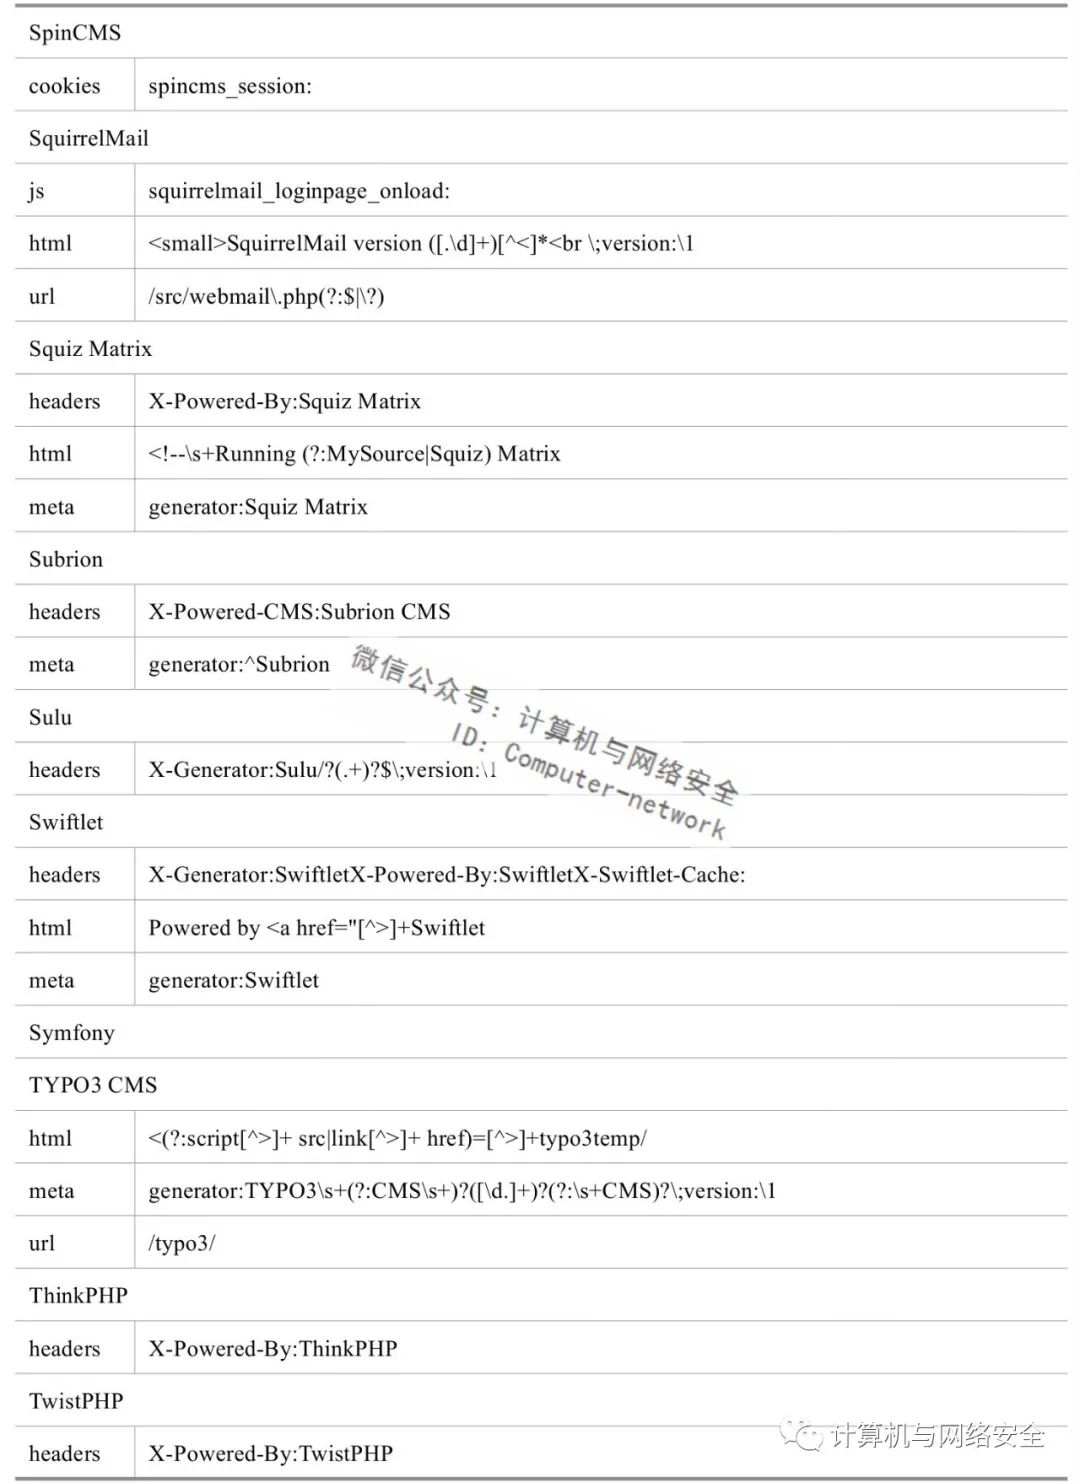 SpinCMS
cookies spincms_session:
SquirrelMail
js squirrelmail_loginpage_onload:
html <small>SquirrelMail version ([.\d]+)[^<]*<br \;version:\1
url /src/webmail\.php(?:$|\?)
Squiz Matrix
headers X-Powered-By:Squiz Matrix
html <!--\s+Running (?:MySource|Squiz) Matrix
meta generator:Squiz Matrix
Subrion
headers X-Powered-CMS:Subrion CMS
meta generator:^Subrion
微信公众号：计算机与网络安全
ID：Computer-network
Sulu
headers X-Generator:Sulu/?(.+)?$\;version:\1
Swiftlet
headers X-Generator:SwiftletX-Powered-By:SwiftletX-Swiftlet-Cache:
html Powered by <a href="[^>]+Swiftlet
meta generator:Swiftlet
Symfony
TYPO3 CMS
html <(?:script[^>]+ src|link[^>]+ href)=[^>]+typo3temp/
meta generator:TYPO3\s+(?:CMS\s+)?([\d.]+)?(?:\s+CMS)?\;version:\1
url /typo3/
ThinkPHP
headers X-Powered-By:ThinkPHP
TwistPHP
headers X-Powered-By:TwistPHP
计算机与网络安全